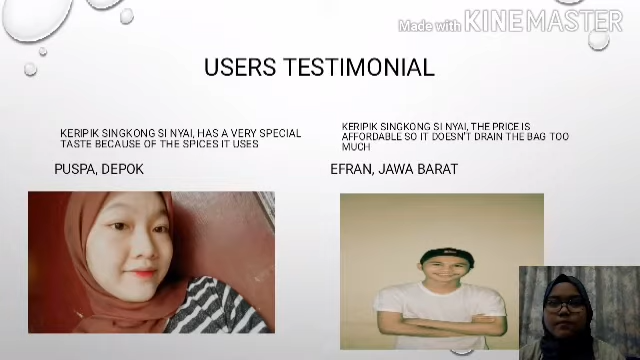 Made with KINEMASTER
USERS TESTIMONIAL
KERIPIK SINGKONG SI NYAI, HAS A VERY SPECIAL
TASTE BECAUSE OF THE SPICES IT USES
PUSPA, DEPOK
KERIPIK SINGKONG SI NYAI, THE PRICE IS
AFFORDABLE SO IT DOESN'T DRAIN THE BAG TOO
MUCH
EFRAN, JAWA BARAT